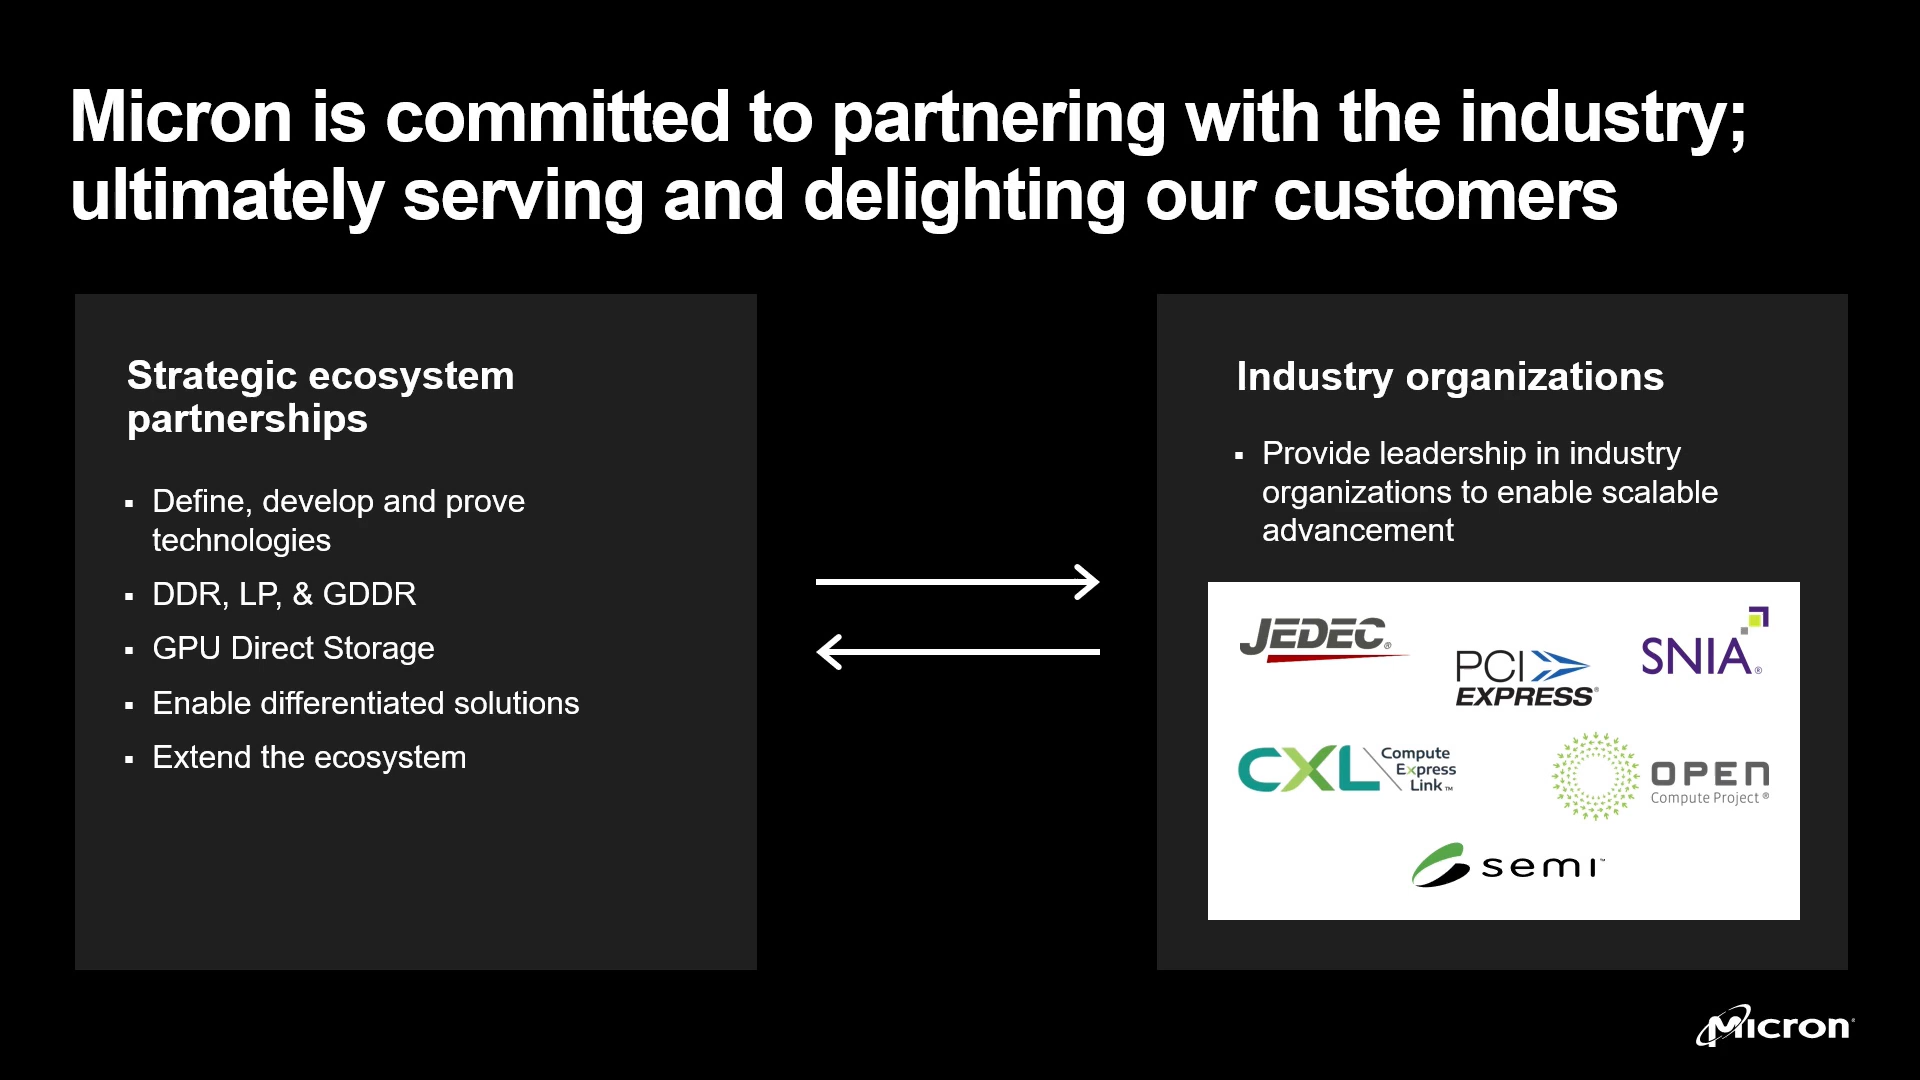 Micron is committed to partnering with the industry;
ultimately serving and delighting our customers
Strategic ecosystem
partnerships
▪ Define, develop and prove
technologies
▪ DDR, LP, & GDDR
▪ GPU Direct Storage
▪ Enable differentiated solutions
▪ Extend the ecosystem
Industry organizations
▪ Provide leadership in industry
organizations to enable scalable
advancement
JEDEC®
PCI
EXPRESS®
SNIA®
CXL
Compute
Express
Link™
OPEN
Compute Project®
semi™
Micron®